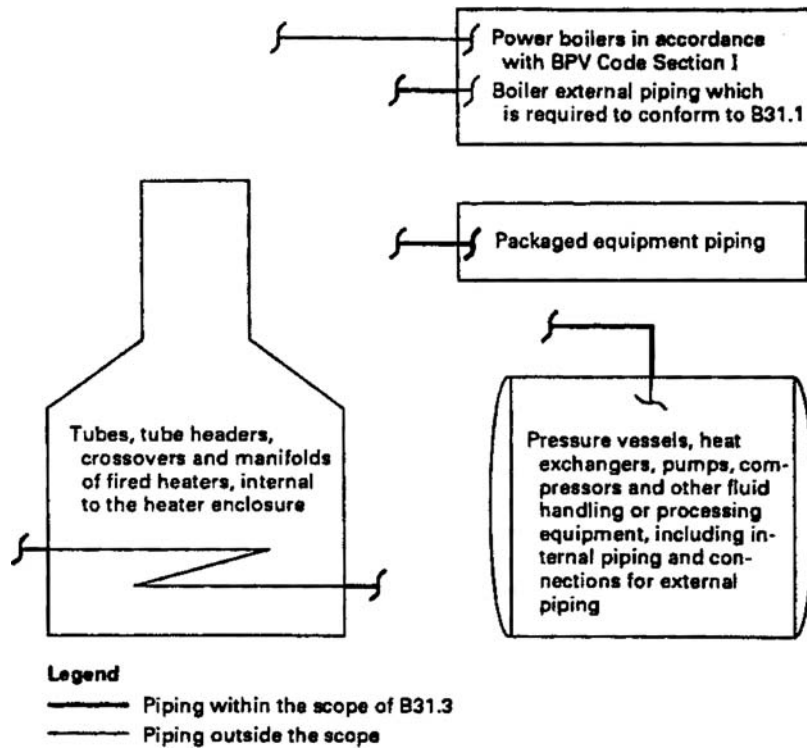 Power boilers in accordance
with BPV Code Section I
Boiler external piping which
is required to conform to B31.1
Packaged equipment piping
Tubes, tube headers,
crossovers and manifolds
of fired heaters, internal
to the heater enclosure
Pressure vessels, heat
exchangers, pumps, com-
pressors and other fluid
handling or processing
equipment, including in-
ternal piping and con-
nections for external
piping
Legend
Piping within the scope of B31.3
Piping outside the scope